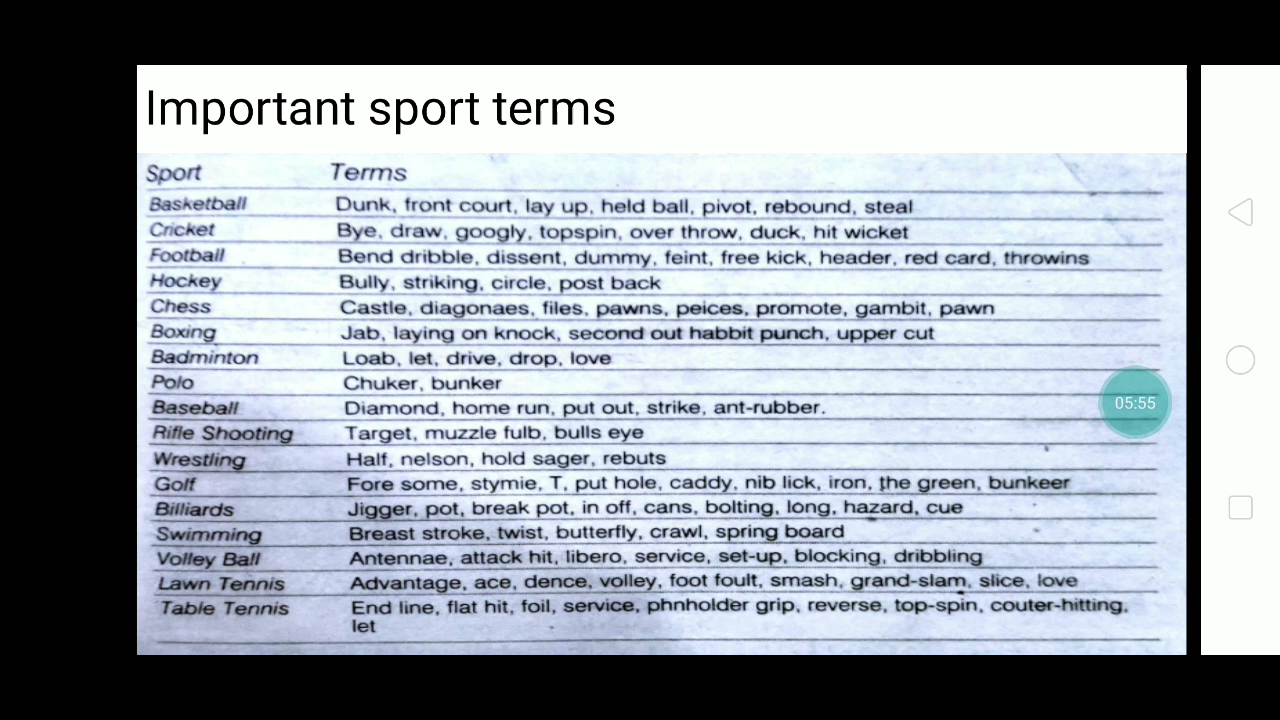 Important sport terms
Sport Terms
Basketball Dunk, front court, lay up, held ball, pivot, rebound, steal
Cricket Bye, draw, googly, topspin, over throw, duck, hit wicket
Football Bend dribble, dissent, dummy, feint, free kick, header, red card, throwins
Hockey Bully, striking, circle, post back
Chess Castle, diagonaes, files, pawns, peices, promote, gambit, pawn
Boxing Jab, laying on knock, second out habbit punch, upper cut
Badminton Loab, let, drive, drop, love
Polo Chuker, bunker
Baseball Diamond, home run, put out, strike, ant-rubber.
Rifle Shooting Target, muzzle fulb, bulls eye
Wrestling Half, nelson, hold sager, rebuts
Golf Fore some, stymie, T, put hole, caddy, nib lick, iron, the green, bunkeer
Billiards Jigger, pot, break pot, in off, cans, bolting, long, hazard, cue
Swimming Breast stroke, twist, butterfly, crawl, spring board
Volley Ball Antennae, attack hit, libero, service, set-up, blocking, dribbling
Lawn Tennis Advantage, ace, dence, volley, foot foult, smash, grand-slam, slice, love
Table Tennis End line, flat hit, foil, service, phnholder grip, reverse, top-spin, couter-hitting,
let
05:55